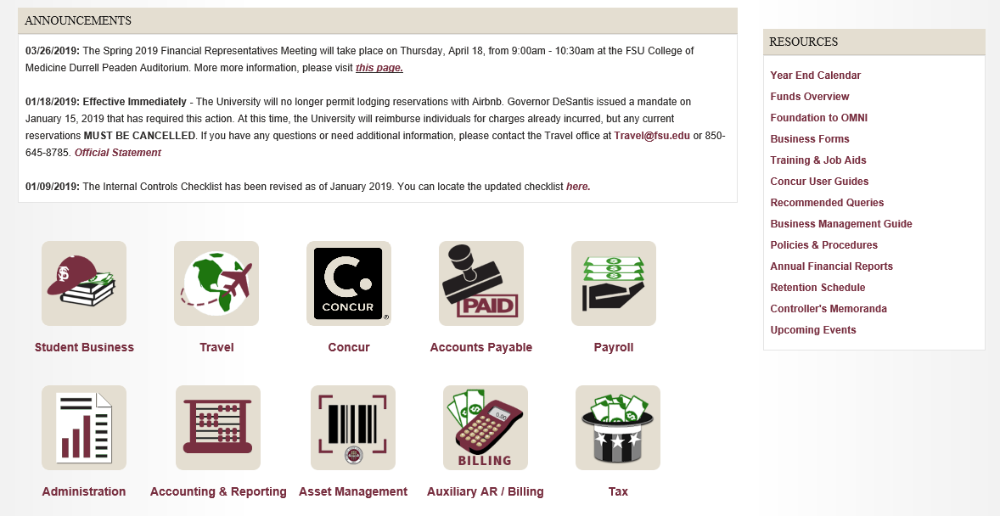 ANNOUNCEMENTS
03/26/2019: The Spring 2019 Financial Representatives Meeting will take place on Thursday, April 18, from 9:00am - 10:30am at the FSU College of
Medicine Durrell Peaden Auditorium. More more information, please visit this page.
01/18/2019: Effective Immediately - The University will no longer permit lodging reservations with Airbnb. Governor DeSantis issued a mandate on
January 15, 2019 that has required this action. At this time, the University will reimburse individuals for charges already incurred, but any current
reservations MUST BE CANCELLED. If you have any questions or need additional information, please contact the Travel office at Travel@fsu.edu or 850-
645-8785. Official Statement
01/09/2019: The Internal Controls Checklist has been revised as of January 2019. You can locate the updated checklist here.
RESOURCES
Year End Calendar
Funds Overview
Foundation to OMNI
Business Forms
Training & Job Aids
Concur User Guides
Recommended Queries
Business Management Guide
Policies & Procedures
Annual Financial Reports
Retention Schedule
Controller's Memoranda
Upcoming Events
C.
CONCUR
®
PAID
Student Business
Travel
Concur
Accounts Payable
Payroll
0.00
BILLING
Administration
Accounting & Reporting
Asset Management
Auxiliary AR / Billing
Tax